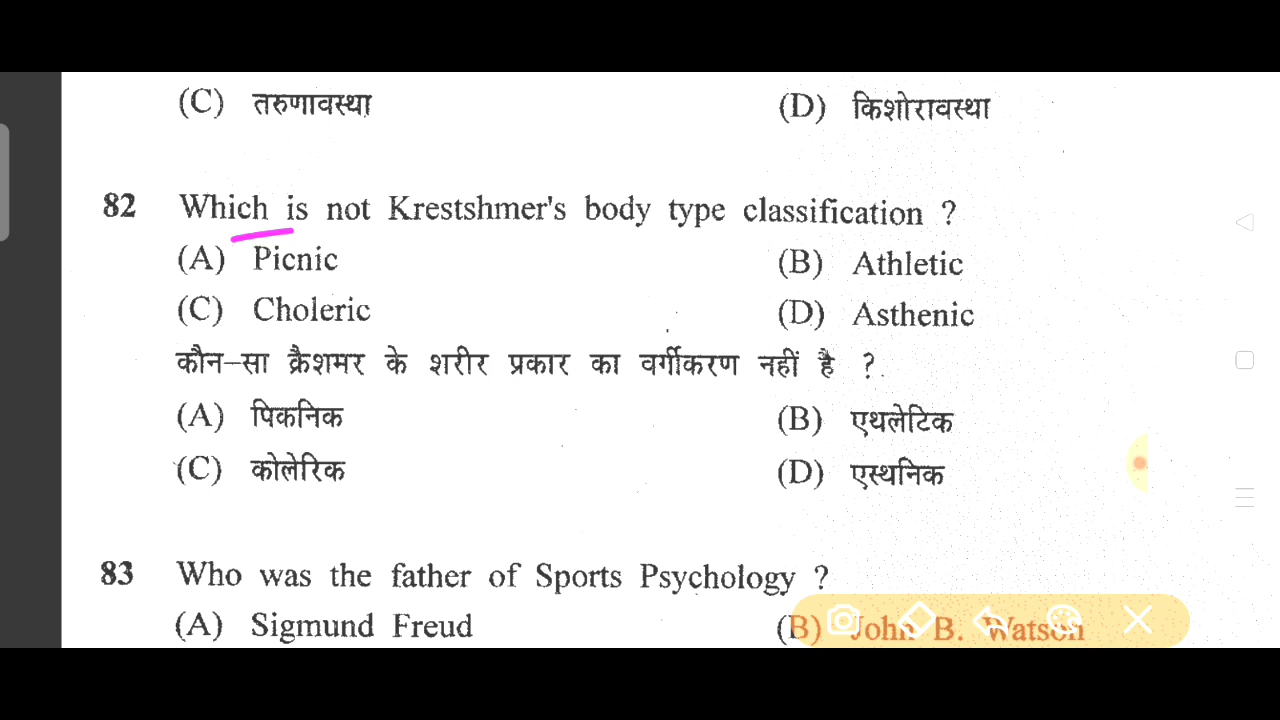 (C) तरुणावस्था (D) किशोरावस्था
82 Which is not Krestshmer's body type classification ?
(A) Picnic (B) Athletic
(C) Choleric (D) Asthenic
कौन-सा क्रैशमर के शरीर प्रकार का वर्गीकरण नहीं है ?
(A) पिकनिक (B) एथलेटिक
(C) कोलेरिक (D) एस्थनिक
83 Who was the father of Sports Psychology ?
(A) Sigmund Freud (B) John B. Watson